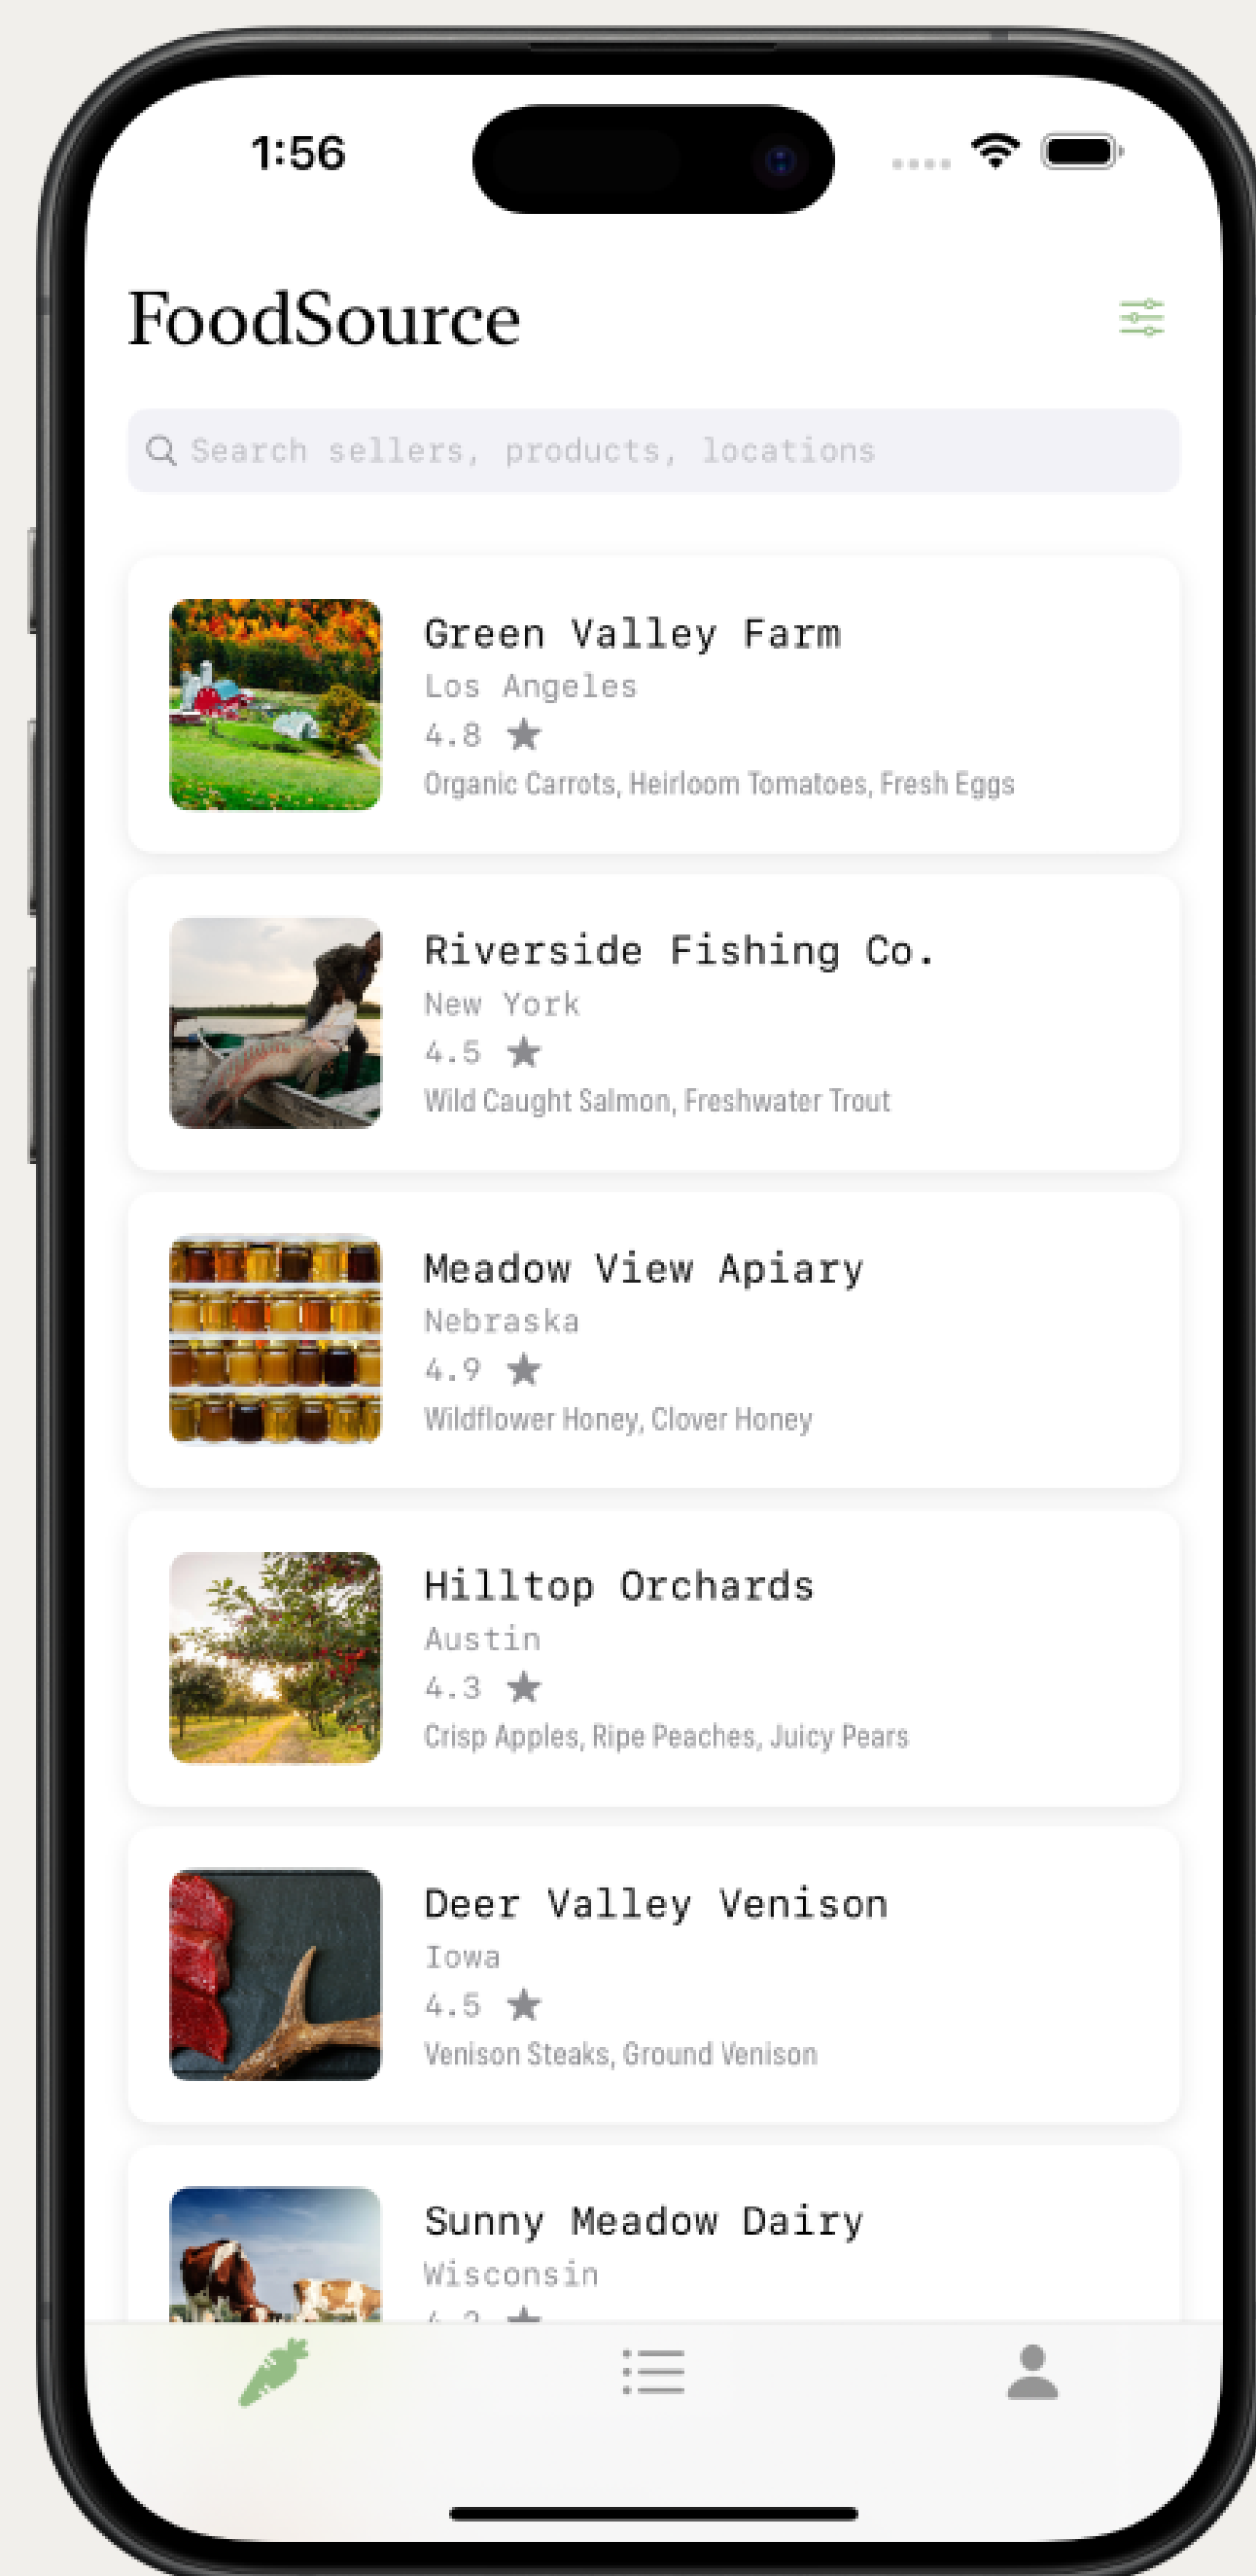 1:56
FoodSource
Search sellers, products, locations
Green Valley Farm
Los Angeles
4.8 ★
Organic Carrots, Heirloom Tomatoes, Fresh Eggs
Riverside Fishing Co.
New York
4.5 ★
Wild Caught Salmon, Freshwater Trout
Meadow View Apiary
Nebraska
4.9 ★
Wildflower Honey, Clover Honey
Hilltop Orchards
Austin
4.3 ★
Crisp Apples, Ripe Peaches, Juicy Pears
Deer Valley Venison
Iowa
4.5 ★
Venison Steaks, Ground Venison
Sunny Meadow Dairy
Wisconsin